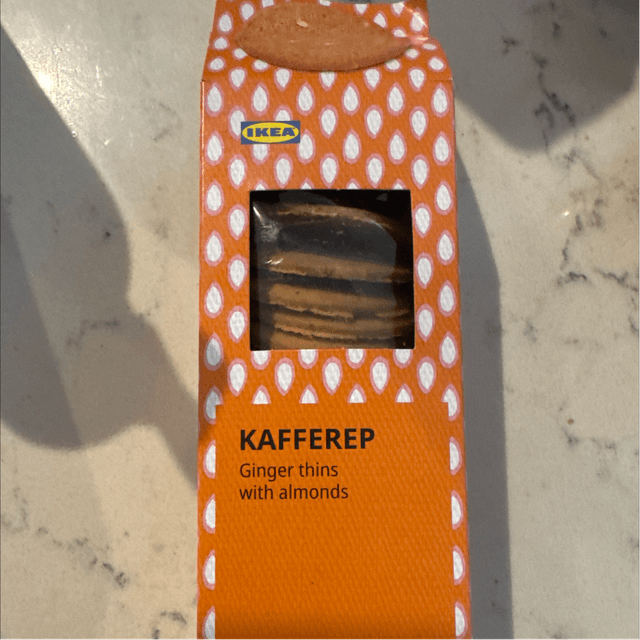 IKEA
KAFFEREP
Ginger thins
with almonds